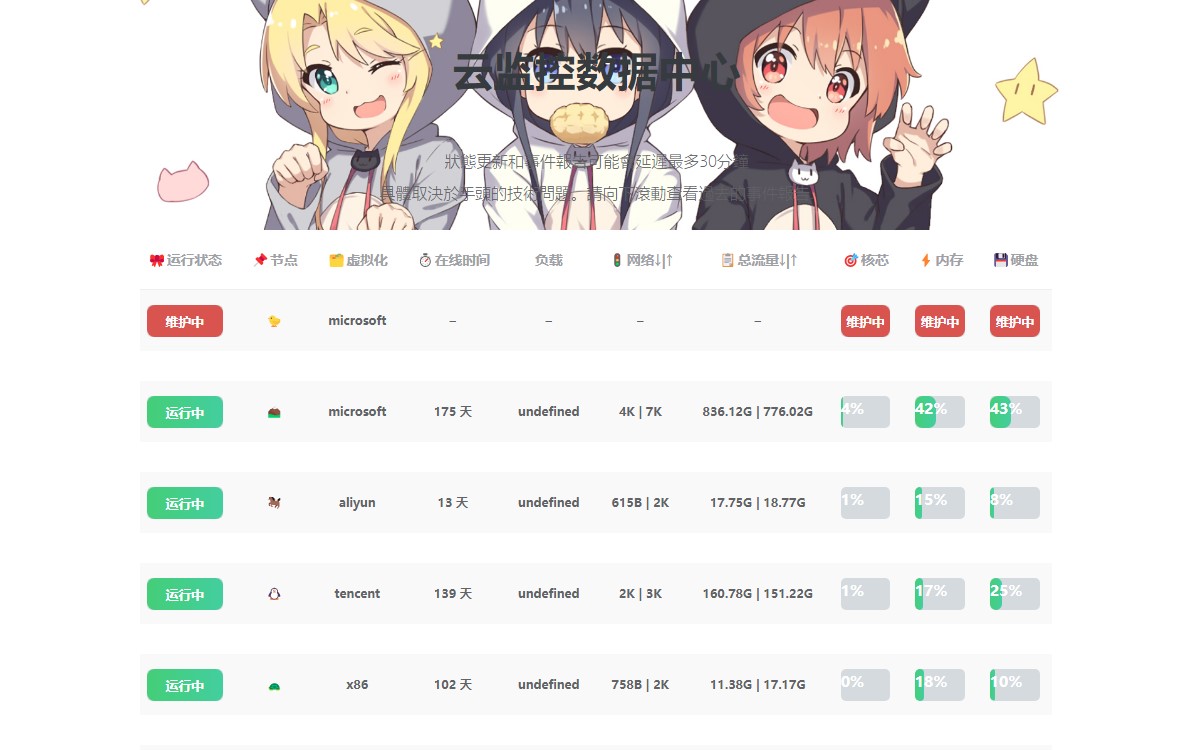 云监控数据中心
狀態更新和事件報告可能會延遲最多30分鐘
具體取決於手頭的技術問題。請向下滾動查看過去的事件報告
运行状态 节点 虚拟化 在线时间 负载 网络↓|↑ 总流量↓|↑ 核芯 内存 硬盘
维护中 microsoft – – – – 维护中 维护中 维护中
运行中 microsoft 175 天 undefined 4K | 7K 836.12G | 776.02G 4% 42% 43%
运行中 aliyun 13 天 undefined 615B | 2K 17.75G | 18.77G 1% 15% 8%
运行中 tencent 139 天 undefined 2K | 3K 160.78G | 151.22G 1% 17% 25%
运行中 x86 102 天 undefined 758B | 2K 11.38G | 17.17G 0% 18% 10%